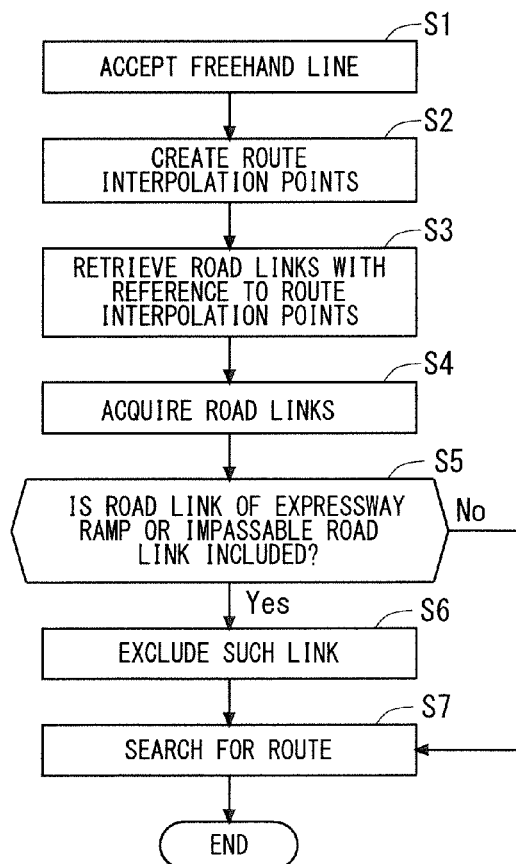 S1
ACCEPT FREEHAND LINE
S2
CREATE ROUTE
INTERPOLATION POINTS
S3
RETRIEVE ROAD LINKS WITH
REFERENCE TO ROUTE
INTERPOLATION POINTS
S4
ACQUIRE ROAD LINKS
S5
IS ROAD LINK OF EXPRESSWAY
RAMP OR IMPASSABLE ROAD
LINK INCLUDED?
No
Yes
S6
EXCLUDE SUCH LINK
S7
SEARCH FOR ROUTE
END